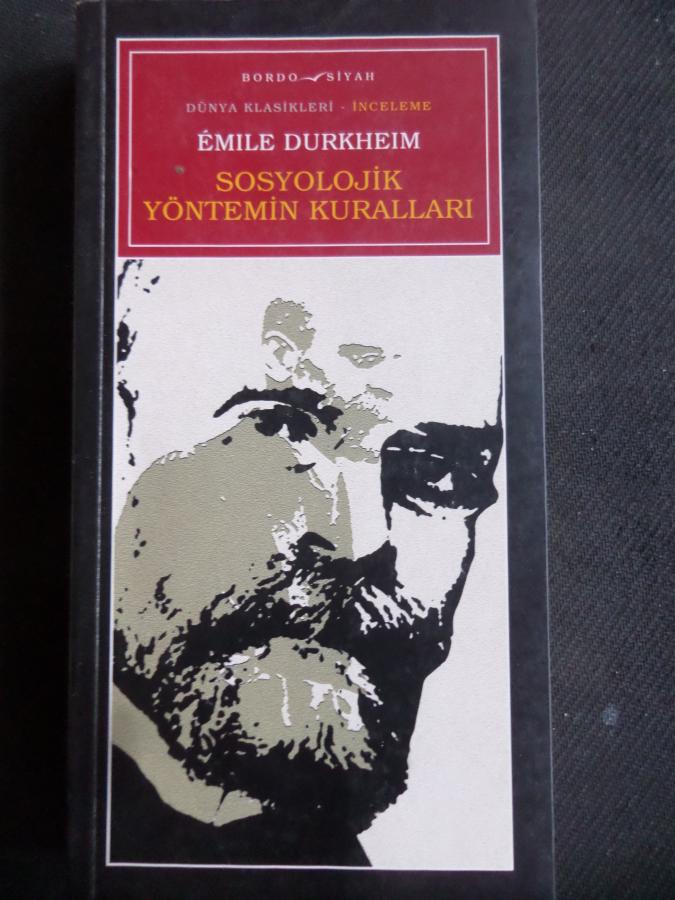 BORDO SİYAH
DÜNYA KLASİKLERİ - İNCELEME
ÉMILE DURKHEIM
SOSYOLOJİK
YÖNTEMİN KURALLARI